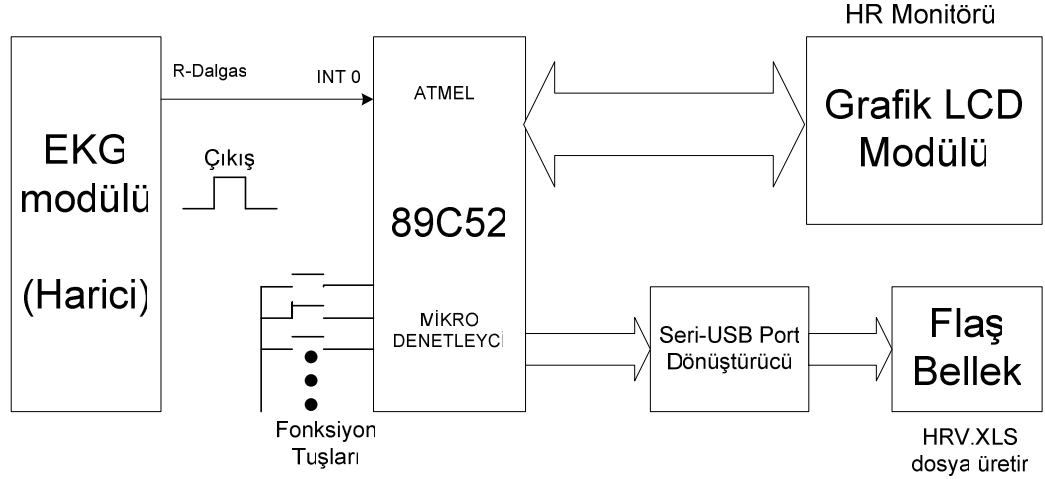 HR Monitörü
R-Dalgas
INT 0
ATMEL
Grafik LCD
Modülü
EKG
modülü
Çıkış
89C52
(Harici)
MİKRO
DENETLEYCİ
Seri-USB Port
Dönüştürücü
Flaş
Bellek
Fonksiyon
Tuşları
HRV.XLS
dosya üretir